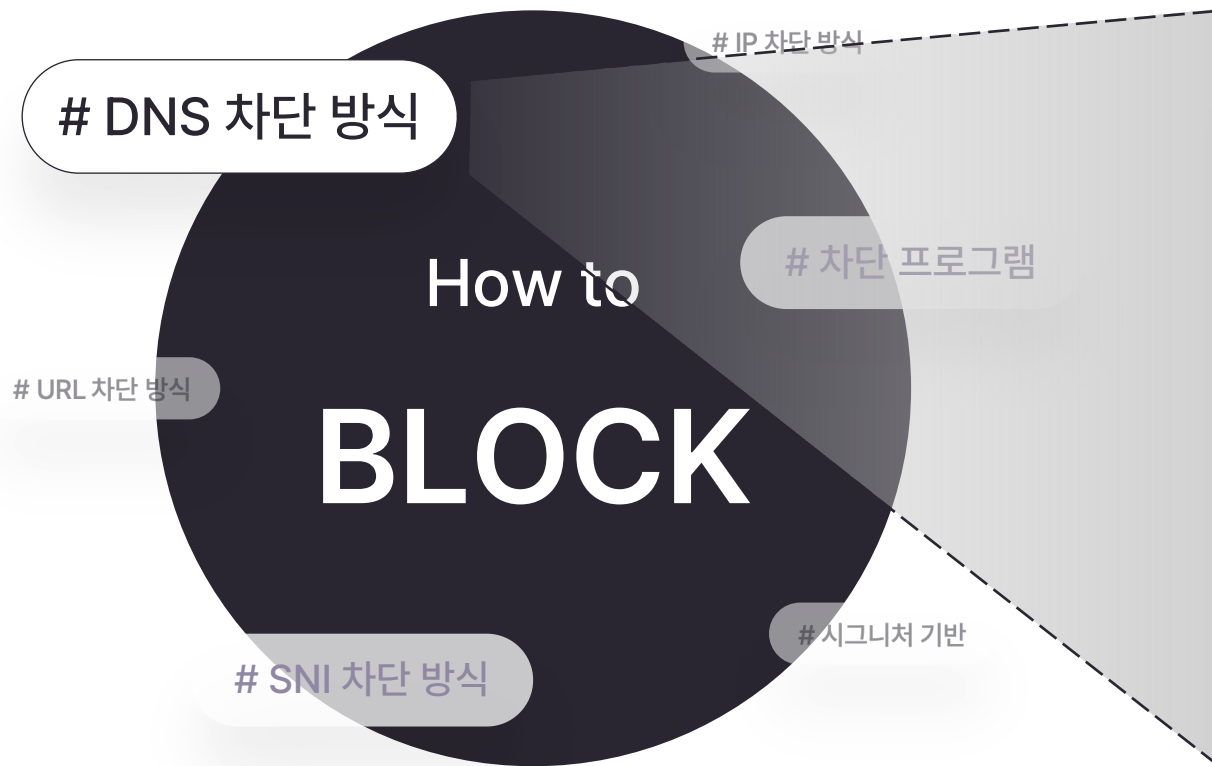 # IP 차단 방식
# DNS 차단 방식
# 차단 프로그램
How to
# URL 차단 방식
BLOCK
# 시그니처 기반
# SNI 차단 방식